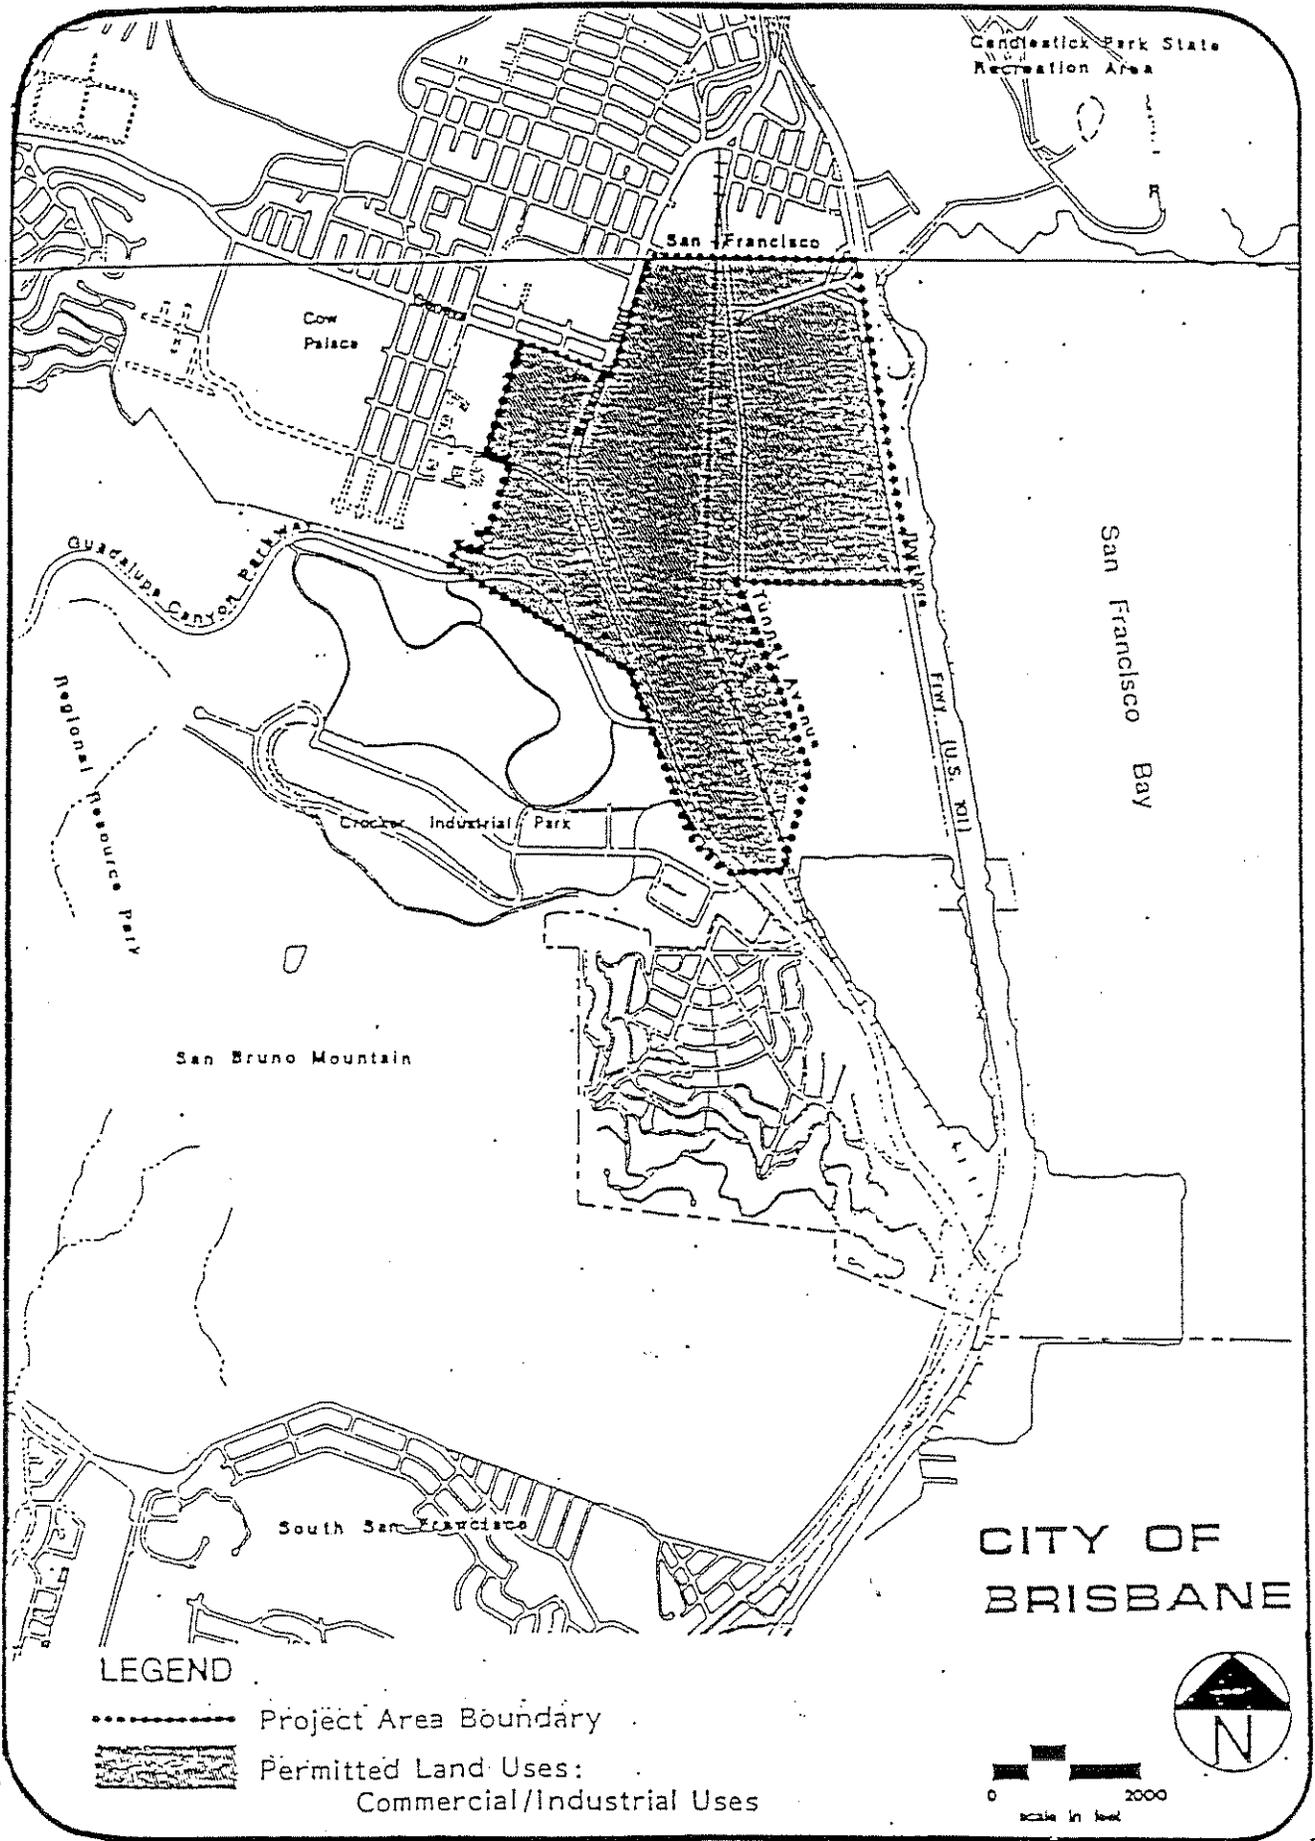 Candlestick Park State
Recreation Area
San Francisco
Cow
Palace
Geneva
Guadalupe Canyon Parkway
Bayshore
Frwy. (U.S. 101)
San Francisco Bay
Tunnel Avenue
Regional Resource Park
Crocker Industrial Park
San Bruno Mountain
South San Francisco
CITY OF
BRISBANE
LEGEND
Project Area Boundary
Permitted Land Uses:
Commercial/Industrial Uses
N
0 2000
scale in feet